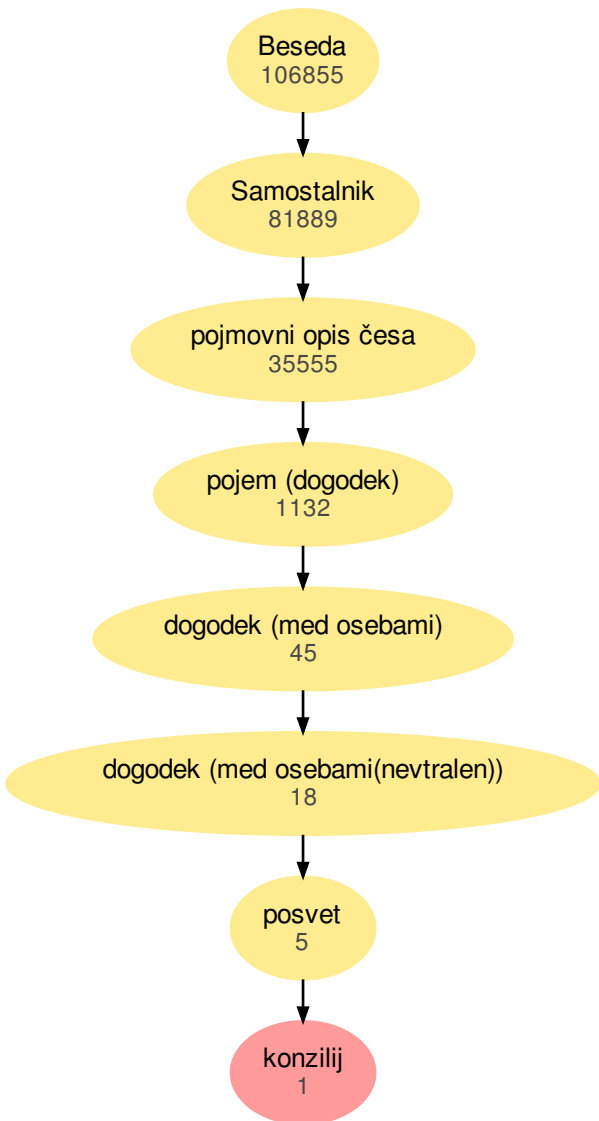 Beseda
106855
Samostalnik
81889
pojmovni opis česa
35555
pojem (dogodek)
1132
dogodek (med osebami)
45
dogodek (med osebami(nevtralen))
18
posvet
5
konzilij
1